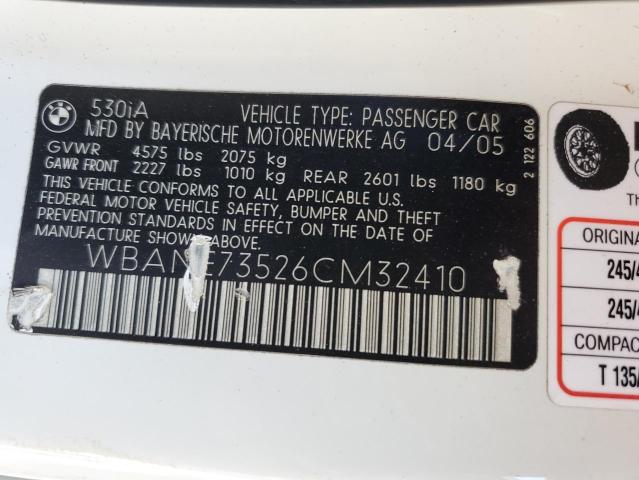 BMW
530iA VEHICLE TYPE: PASSENGER CAR
MFD BY BAYERISCHE MOTORENWERKE AG 04/05
GVWR 4575 lbs 2075 kg
GAWR FRONT 2227 lbs 1010 kg REAR 2601 lbs 1180 kg
THIS VEHICLE CONFORMS TO ALL APPLICABLE U.S.
FEDERAL MOTOR VEHICLE SAFETY, BUMPER AND THEFT
PREVENTION STANDARDS IN EFFECT ON THE DATE
OF MANUFACTURE SHOWN ABOVE.
2 122 606
ORIGINA
245/4
245/4
COMPAC
T 135/
TH